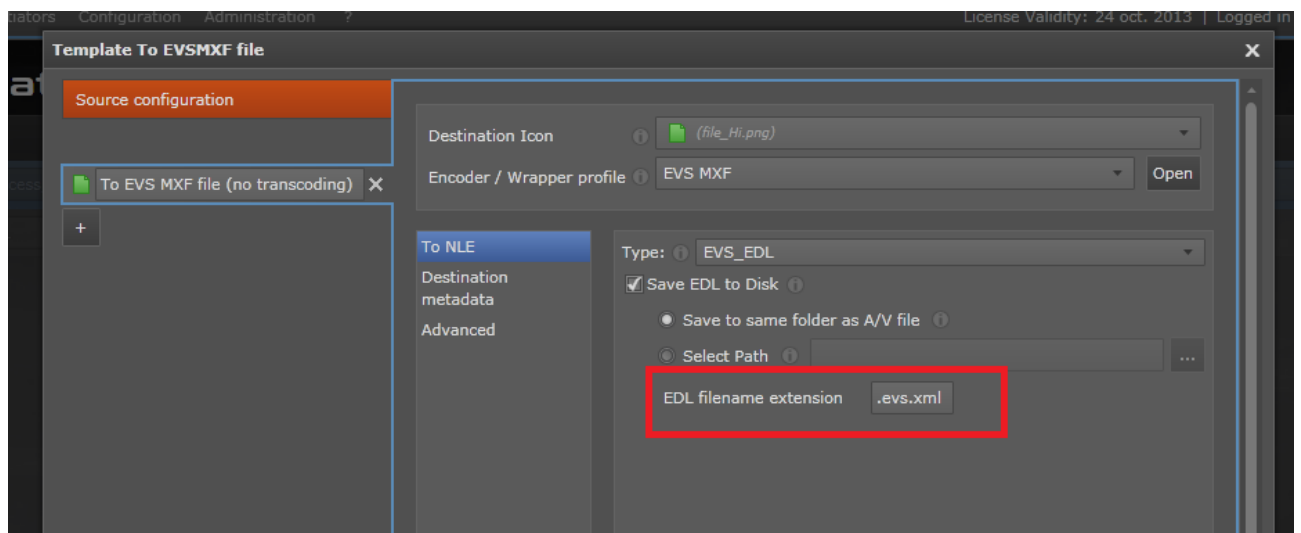 Configuration Administration ? License Validity: 24 oct. 2013 | Logged in
Template To EVSMXF file X
Source configuration
Destination Icon (file_Hi.png)
To EVS MXF file (no transcoding) X
Encoder / Wrapper profile EVS MXF Open
+
To NLE
Destination
metadata
Advanced
Type: EVS_EDL
Save EDL to Disk
Save to same folder as A/V file
Select Path ...
EDL filename extension .evs.xml